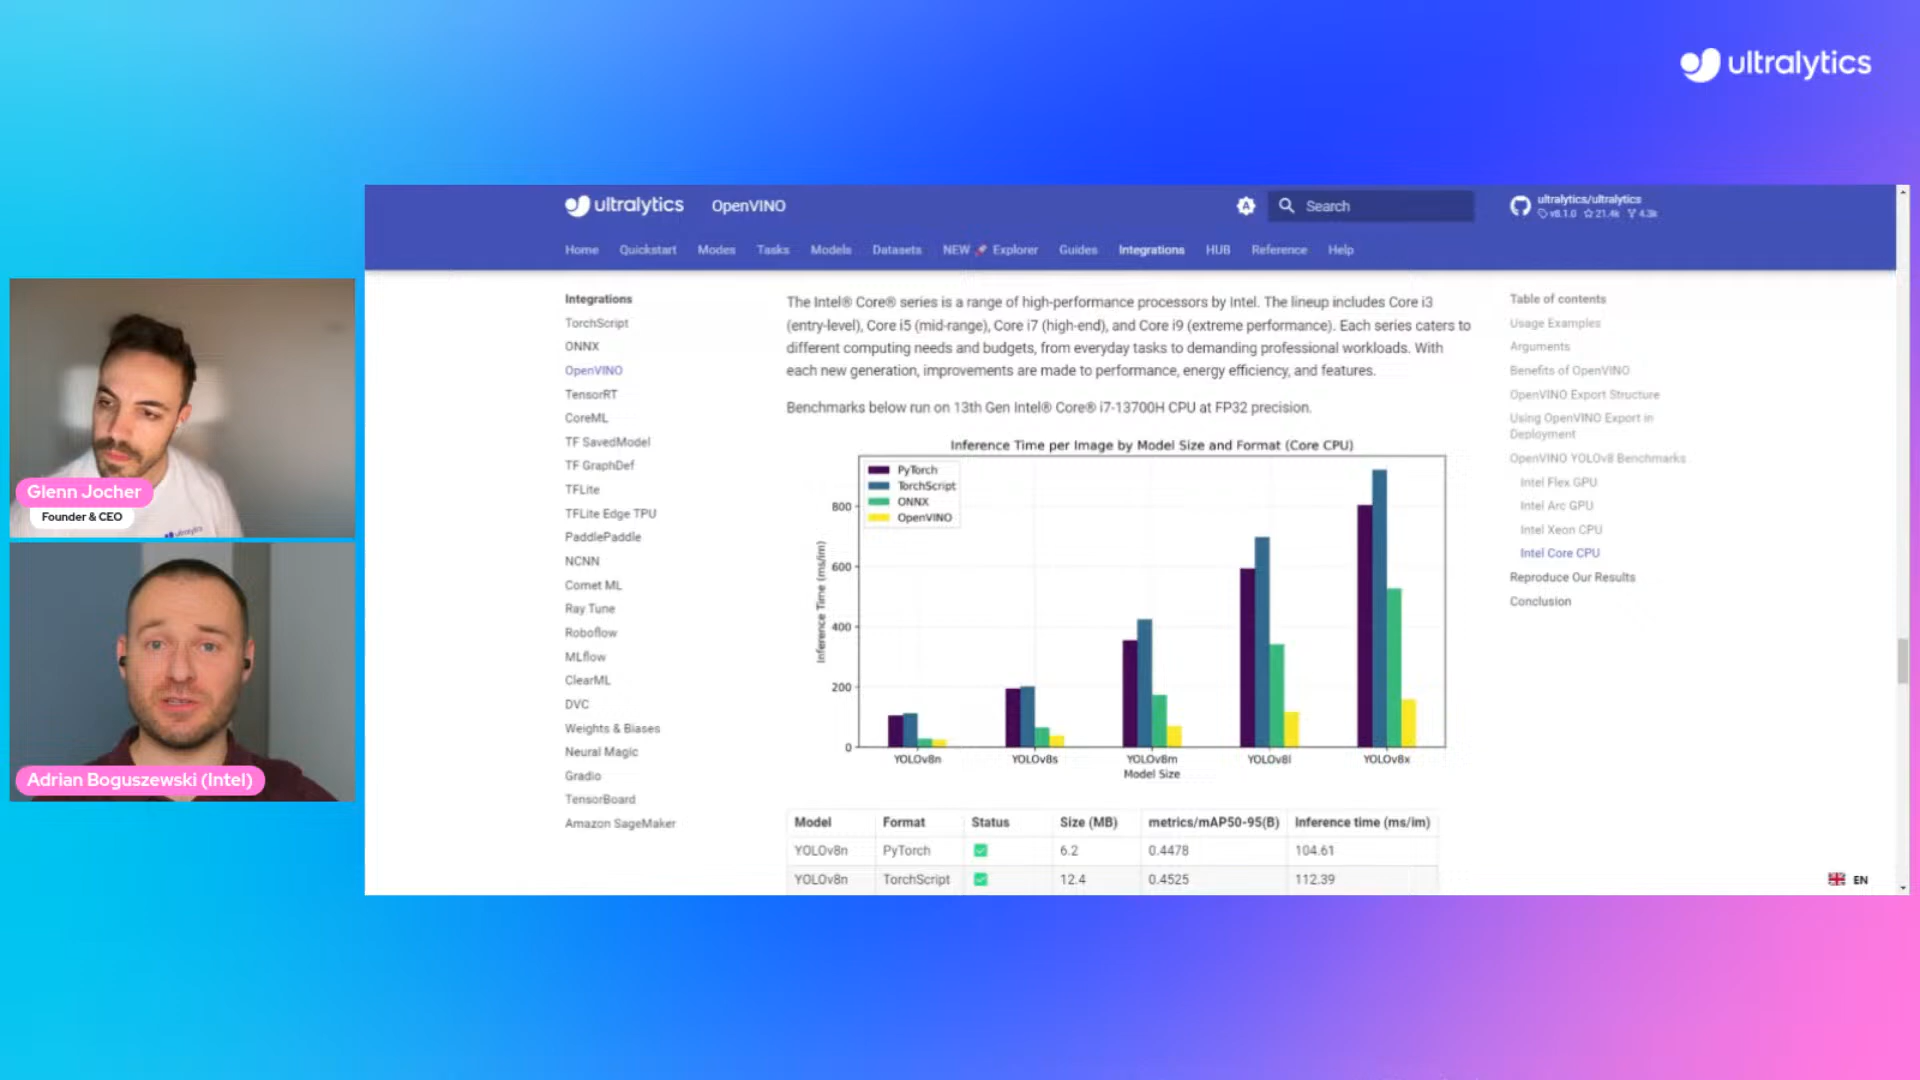 ultralytics
ultralytics
OpenVINO
Search
ultralytics/ultralytics
v8.1.0 21.4k 4.3k
Home Quickstart Modes Tasks Models Datasets NEW 🚀 Explorer Guides Integrations HUB Reference Help
Glenn Jocher
Founder & CEO
ultralytics
Adrian Boguszewski (Intel)
Integrations
TorchScript
ONNX
OpenVINO
TensorRT
CoreML
TF SavedModel
TF GraphDef
TFLite
TFLite Edge TPU
PaddlePaddle
NCNN
Comet ML
Ray Tune
Roboflow
MLflow
ClearML
DVC
Weights & Biases
Neural Magic
Gradio
TensorBoard
Amazon SageMaker
The Intel® Core® series is a range of high-performance processors by Intel. The lineup includes Core i3
(entry-level), Core i5 (mid-range), Core i7 (high-end), and Core i9 (extreme performance). Each series caters to
different computing needs and budgets, from everyday tasks to demanding professional workloads. With
each new generation, improvements are made to performance, energy efficiency, and features.
Benchmarks below run on 13th Gen Intel® Core® i7-13700H CPU at FP32 precision.
Inference Time per Image by Model Size and Format (Core CPU)
PyTorch
TorchScript
ONNX
OpenVINO
Inference Time (ms/im)
800
600
400
200
0
YOLOv8n YOLOv8s YOLOv8m YOLOv8l YOLOv8x
Model Size
Model Format Status Size (MB) metrics/mAP50-95(B) Inference time (ms/im)
YOLOv8n PyTorch ✅ 6.2 0.4478 104.61
YOLOv8n TorchScript ✅ 12.4 0.4525 112.39
Table of contents
Usage Examples
Arguments
Benefits of OpenVINO
OpenVINO Export Structure
Using OpenVINO Export in
Deployment
OpenVINO YOLOv8 Benchmarks
Intel Flex GPU
Intel Arc GPU
Intel Xeon CPU
Intel Core CPU
Reproduce Our Results
Conclusion
EN